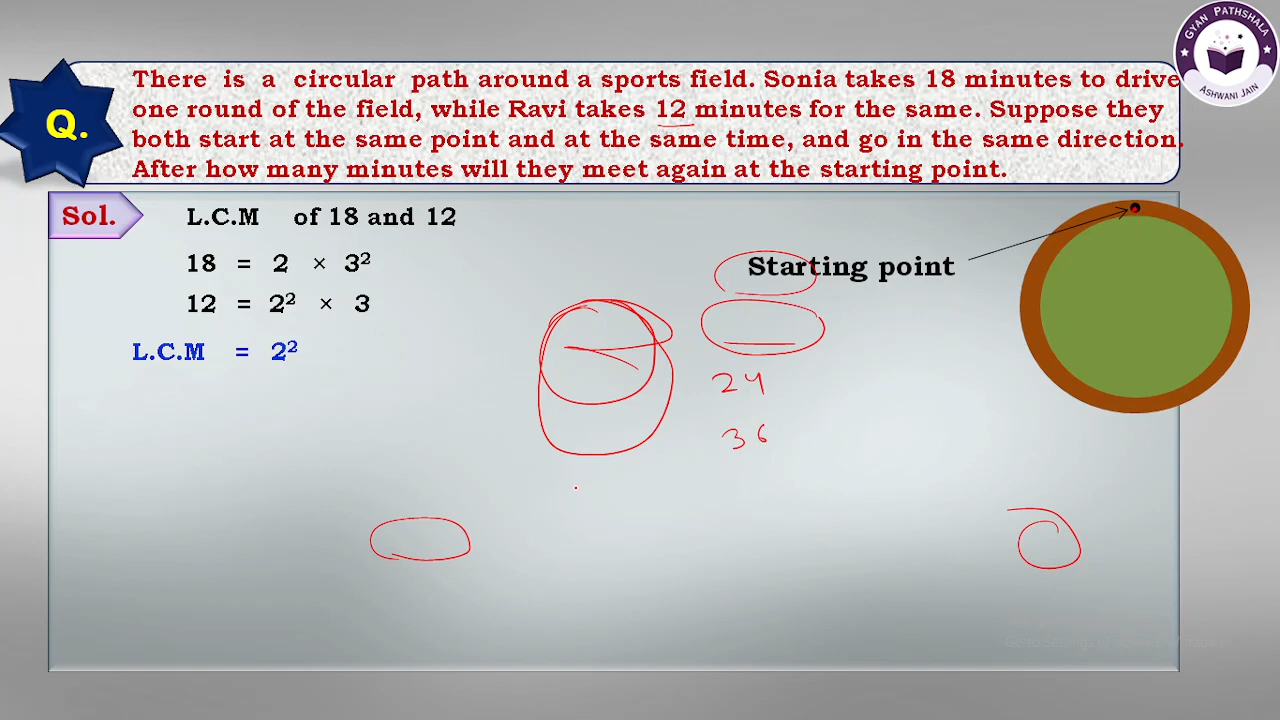 GYAN PATHSHALA
ASHWANI JAIN
Q.
There is a circular path around a sports field. Sonia takes 18 minutes to drive
one round of the field, while Ravi takes 12 minutes for the same. Suppose they
both start at the same point and at the same time, and go in the same direction.
After how many minutes will they meet again at the starting point.
Sol.
L.C.M of 18 and 12
18 = 2 × 3²
12 = 2² × 3
L.C.M = 2²
Starting point
24
36